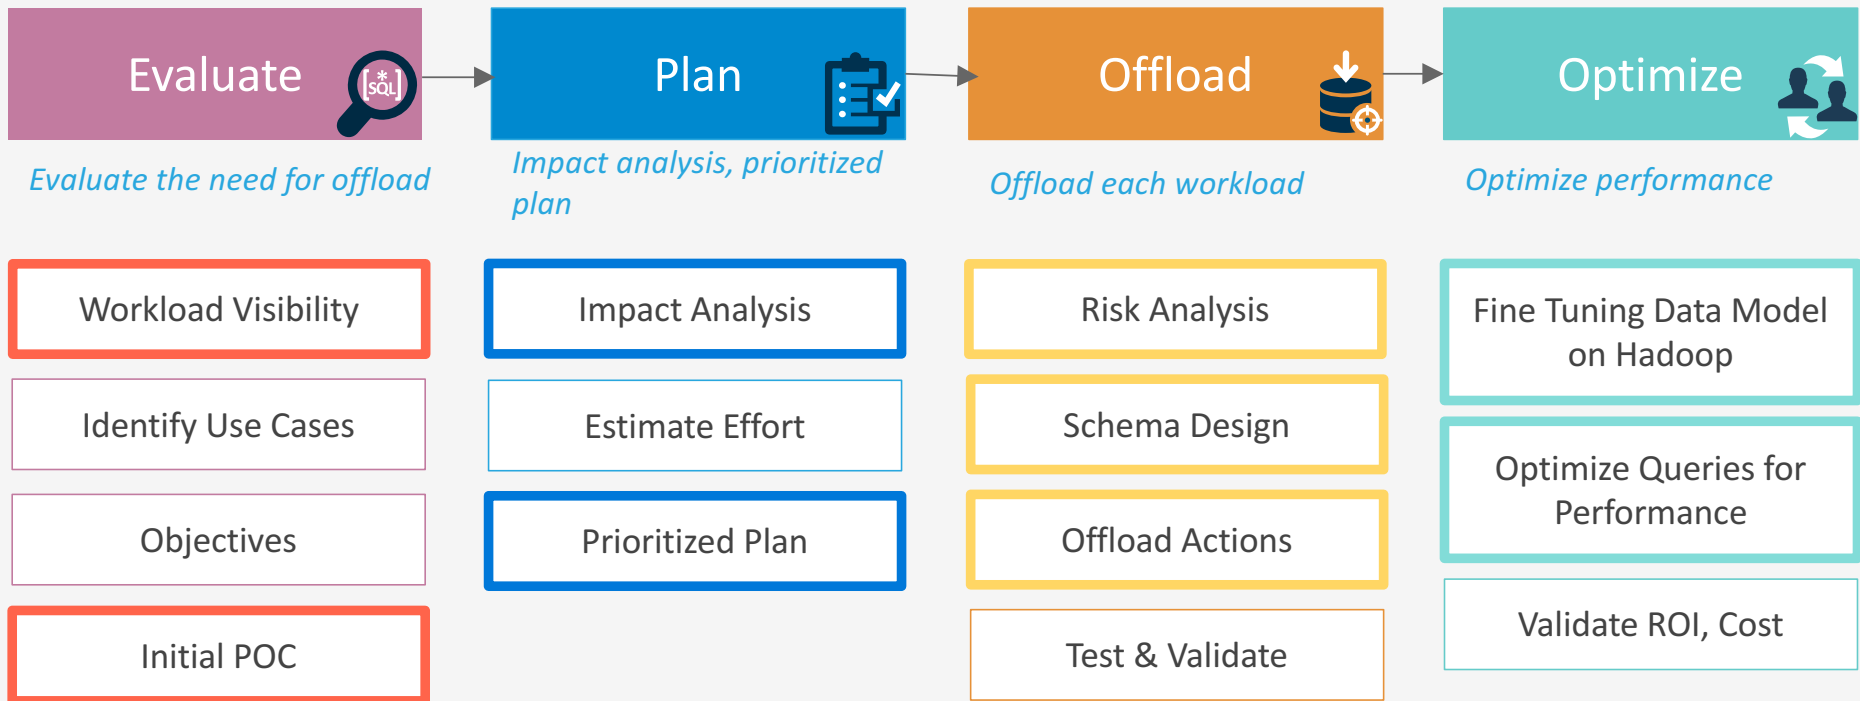 Evaluate
[*SQL]
Plan
Offload
Optimize
Evaluate the need for offload
Impact analysis, prioritized
plan
Offload each workload
Optimize performance
Workload Visibility
Identify Use Cases
Objectives
Initial POC
Impact Analysis
Estimate Effort
Prioritized Plan
Risk Analysis
Schema Design
Offload Actions
Test & Validate
Fine Tuning Data Model
on Hadoop
Optimize Queries for
Performance
Validate ROI, Cost